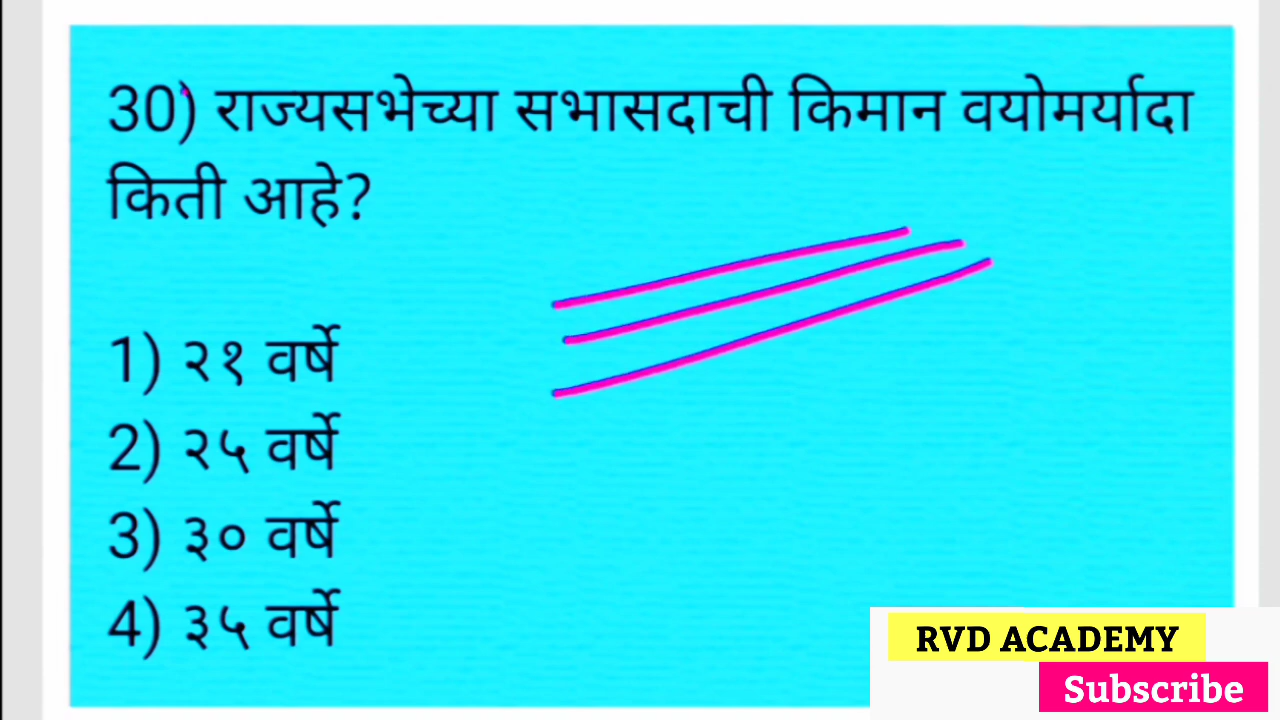 30) राज्यसभेच्या सभासदाची किमान वयोमर्यादा
किती आहे?
1) २१ वर्षे
2) २५ वर्षे
3) ३० वर्षे
4) ३५ वर्षे
RVD ACADEMY
Subscribe